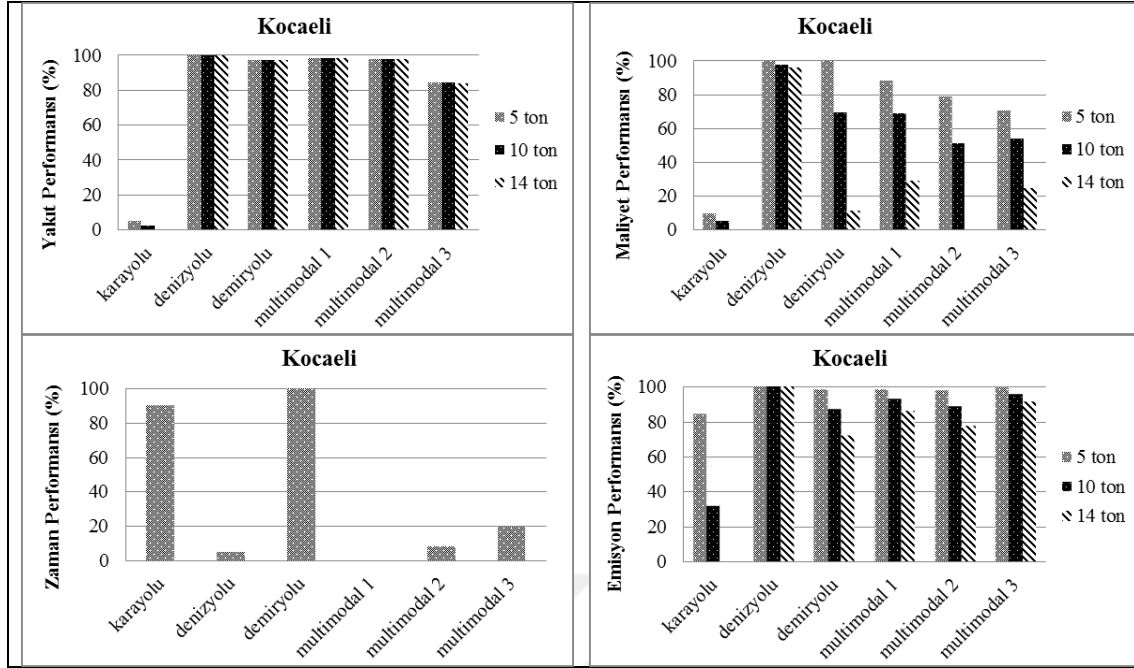 Kocaeli
Yakıt Performansı (%)
100
80
60
40
20
0
karayolu
denizyolu
demiryolu
multimodal 1
multimodal 2
multimodal 3
5 ton
10 ton
14 ton
Kocaeli
Maliyet Performansı (%)
100
80
60
40
20
0
karayolu
denizyolu
demiryolu
multimodal 1
multimodal 2
multimodal 3
5 ton
10 ton
14 ton
Kocaeli
Zaman Performansı (%)
100
80
60
40
20
0
karayolu
denizyolu
demiryolu
multimodal 1
multimodal 2
multimodal 3
Kocaeli
Emisyon Performansı (%)
100
80
60
40
20
0
karayolu
denizyolu
demiryolu
multimodal 1
multimodal 2
multimodal 3
5 ton
10 ton
14 ton